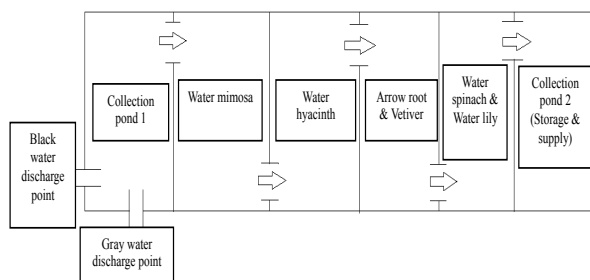 Collection
pond 1
Water mimosa
Water
hyacinth
Arrow root
& Vetiver
Water
spinach &
Water lily
Collection
pond 2
(Storage &
supply)
Black
water
discharge
point
Gray water
discharge point